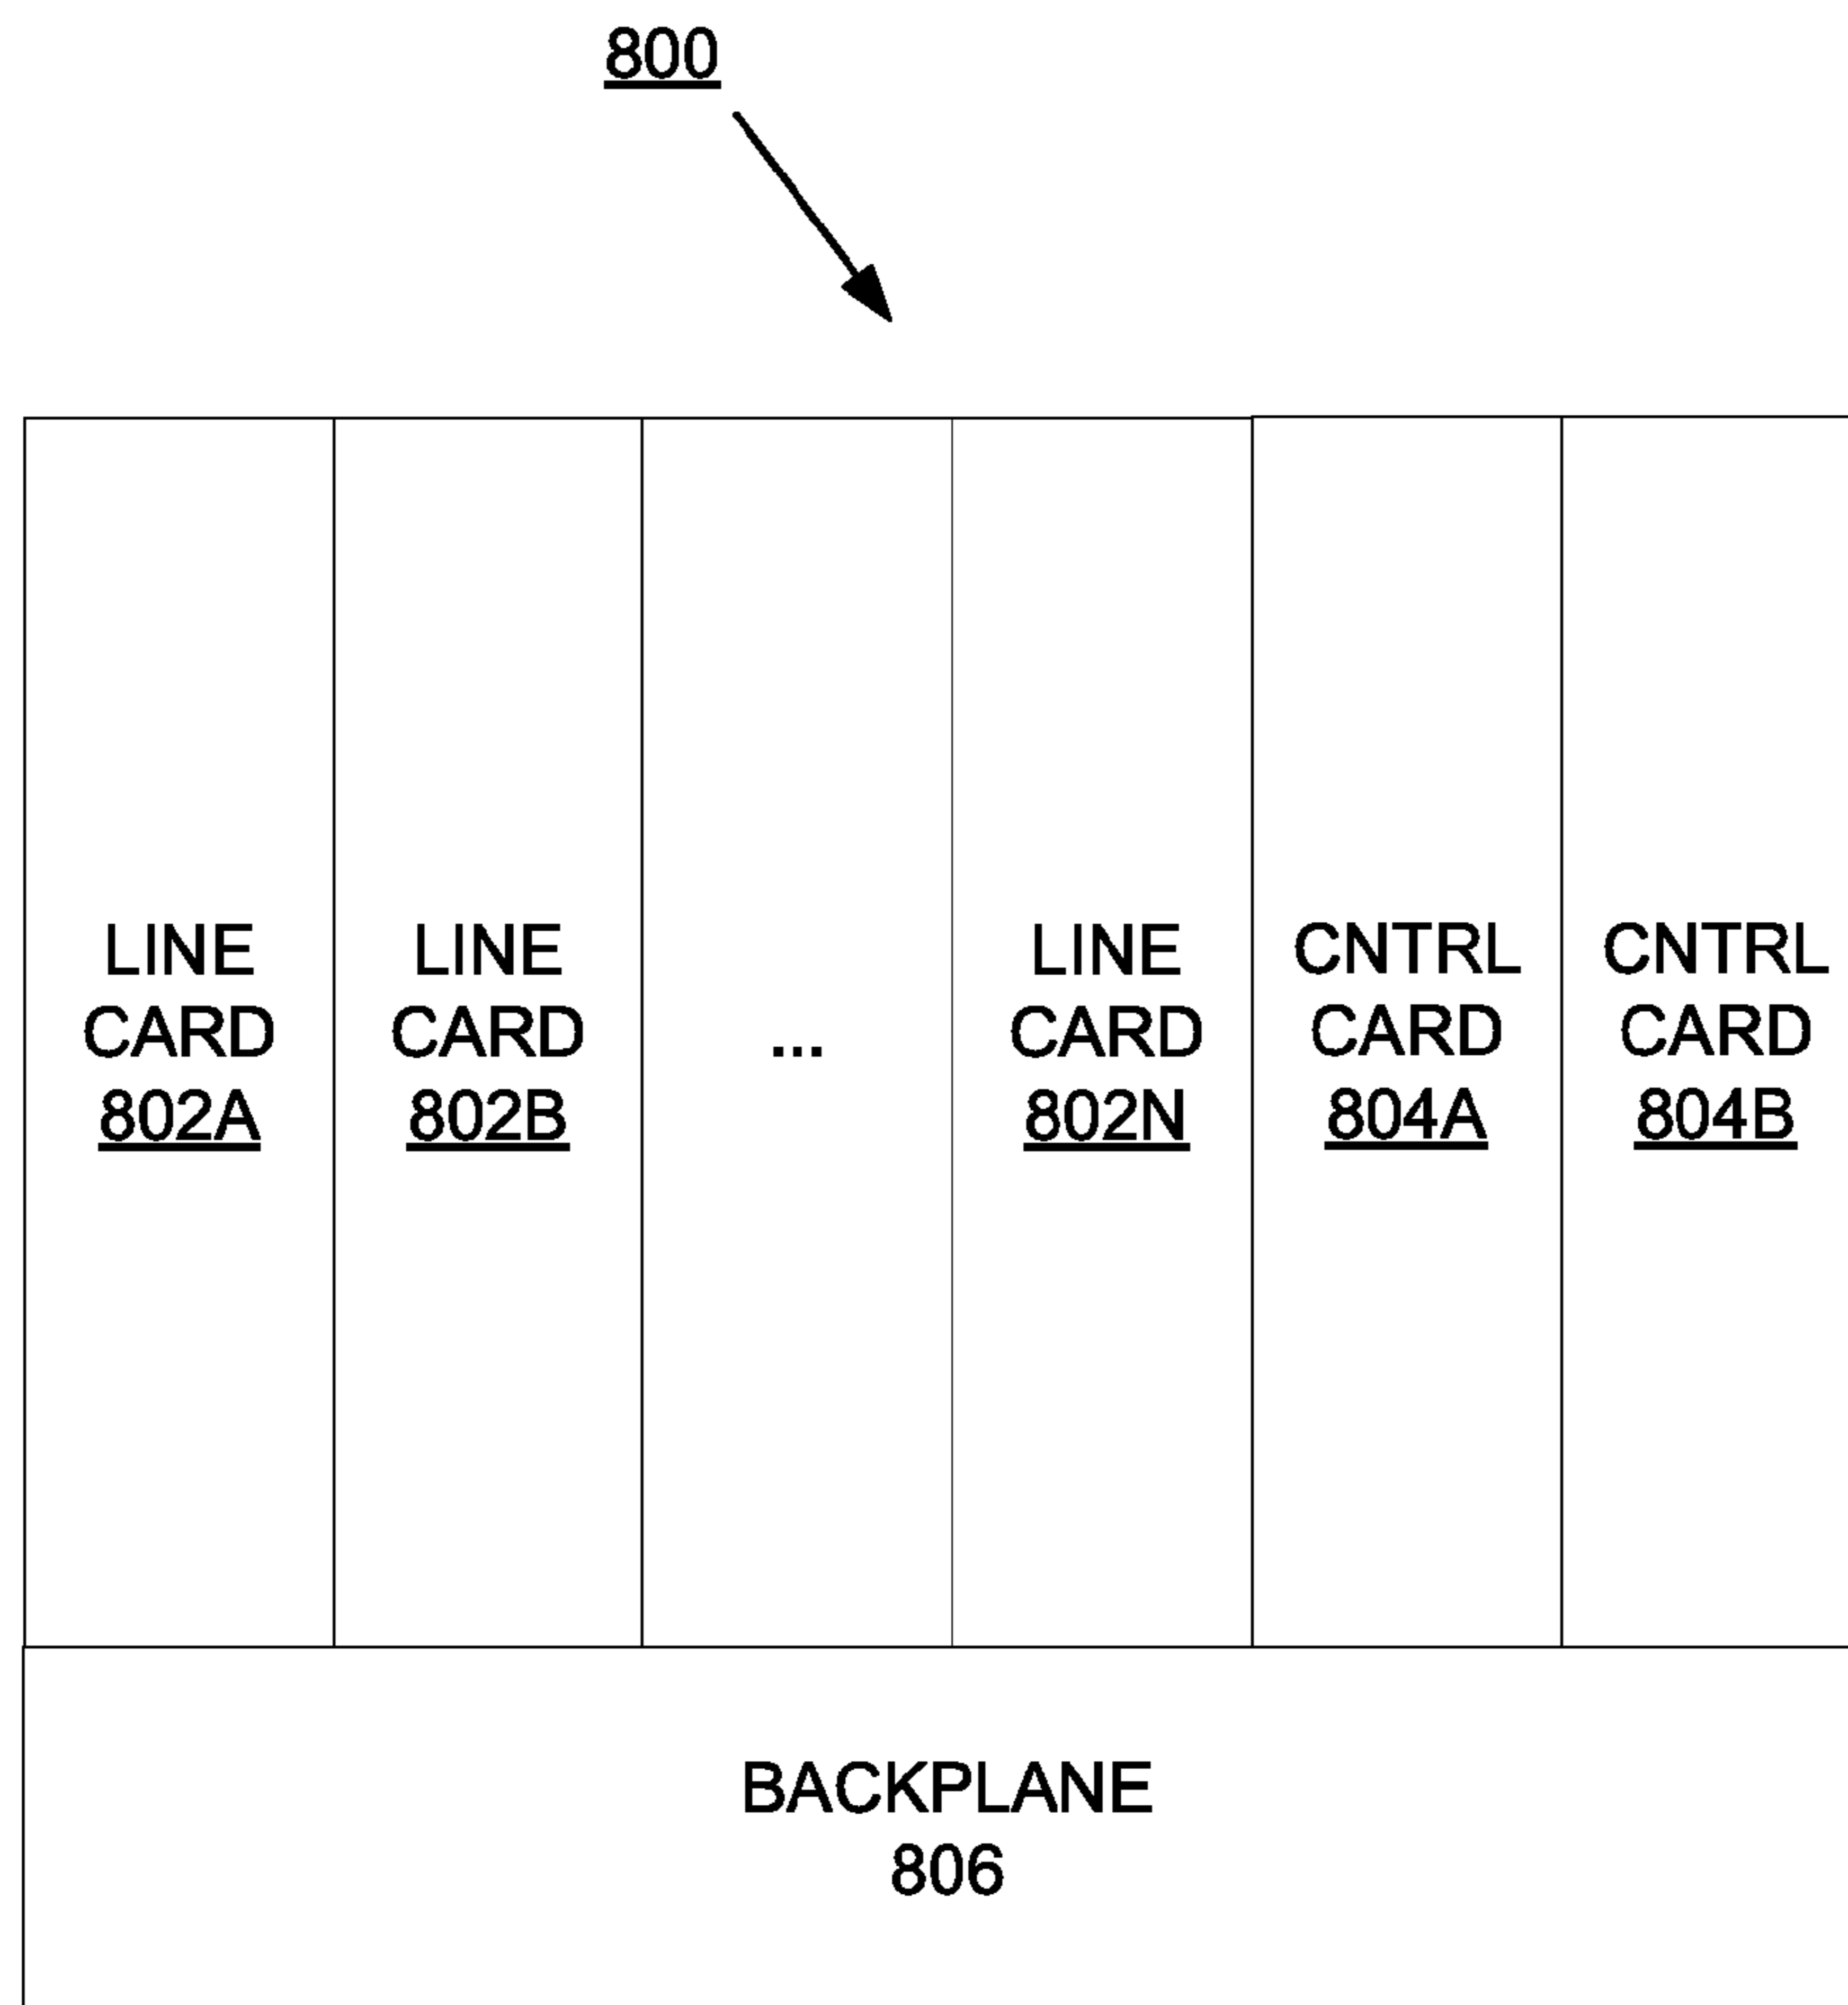 800
LINE
CARD
802A
LINE
CARD
802B
...
LINE
CARD
802N
CNTRL
CARD
804A
CNTRL
CARD
804B
BACKPLANE
806